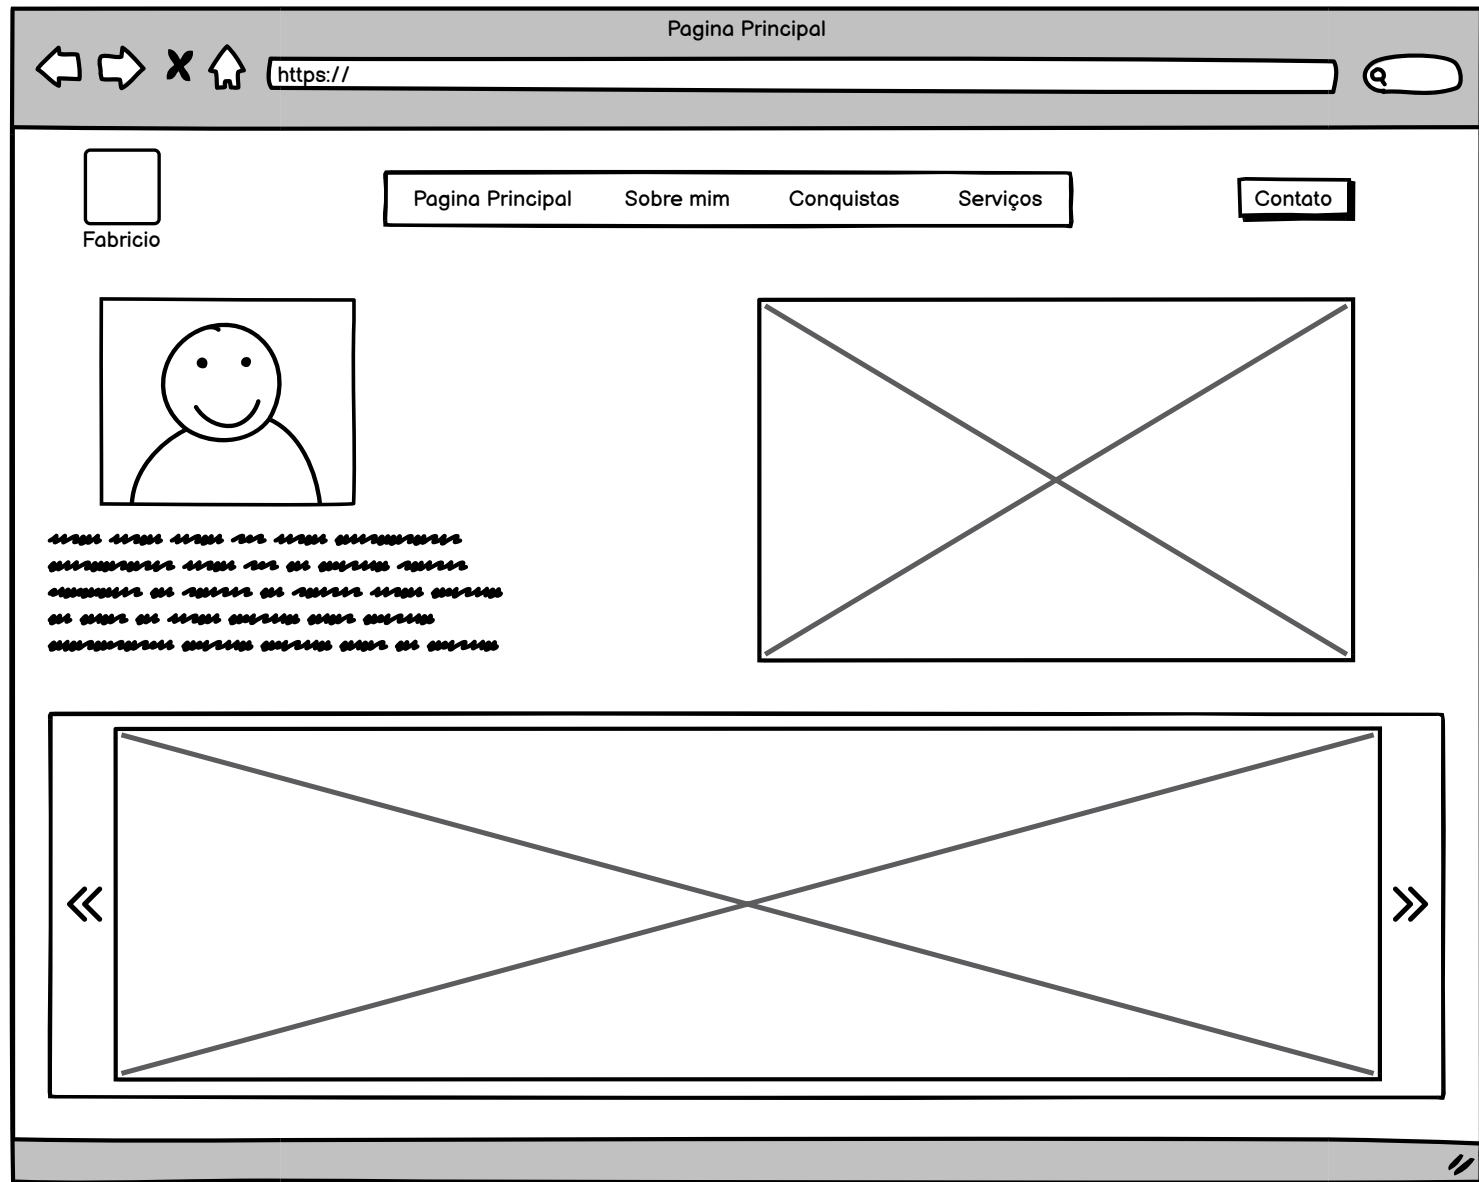 Pagina Principal
https://
Fabricio
Pagina Principal Sobre mim Conquistas Serviços
Contato